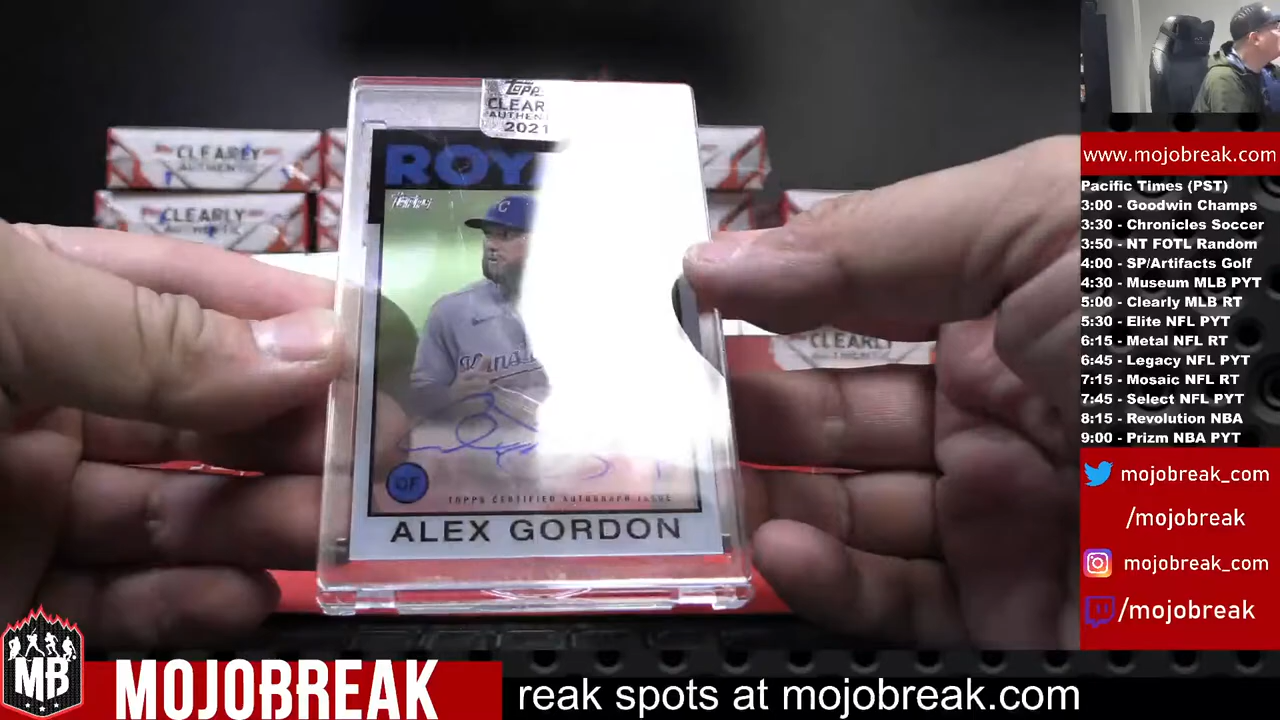 TOPPS
CLEAR
AUTHEN
2021
ROYA
Topps
Kans
OF
TOPPS CERTIFIED AUTOGRAPH ISSUE
ALEX GORDON
CLEARLY
AUTHENTIC
CLEARLY
AUTHENTIC
CLEARLY
www.mojobreak.com
Pacific Times (PST)
3:00 - Goodwin Champs
3:30 - Chronicles Soccer
3:50 - NT FOTL Random
4:00 - SP/Artifacts Golf
4:30 - Museum MLB PYT
5:00 - Clearly MLB RT
5:30 - Elite NFL PYT
6:15 - Metal NFL RT
6:45 - Legacy NFL PYT
7:15 - Mosaic NFL RT
7:45 - Select NFL PYT
8:15 - Revolution NBA
9:00 - Prizm NBA PYT
mojobreak_com
/mojobreak
mojobreak_com
/mojobreak
MB
MOJOBREAK
reak spots at mojobreak.com